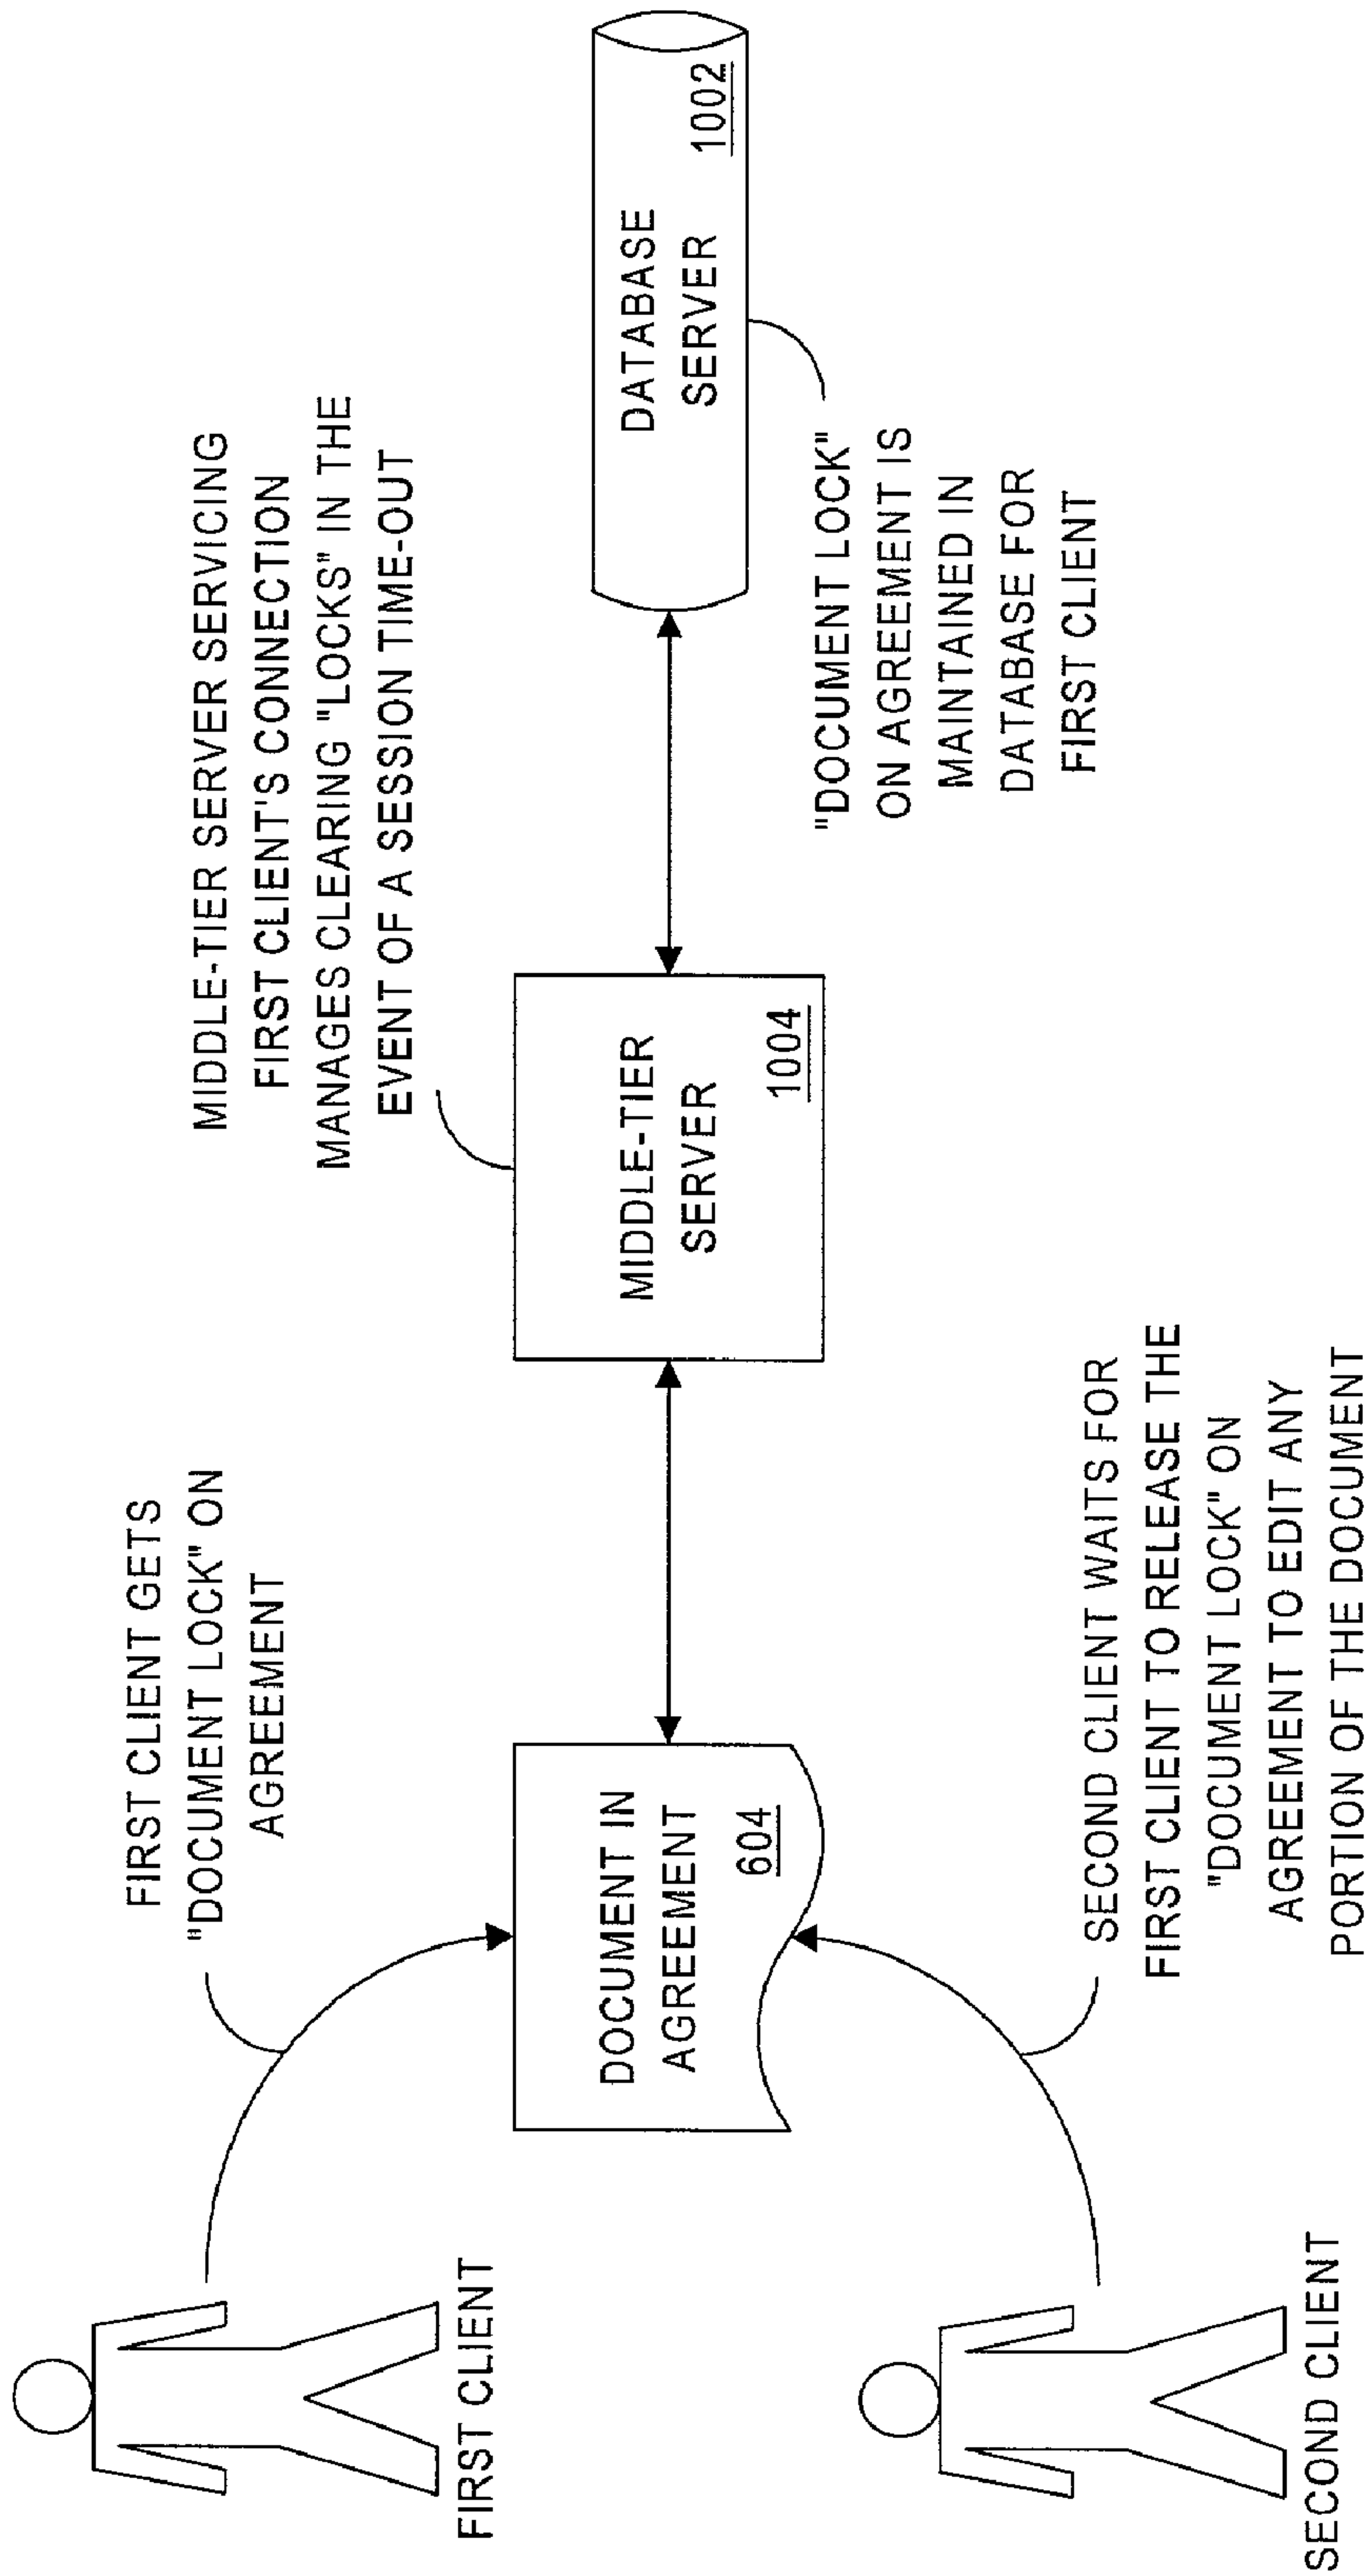 FIRST CLIENT
FIRST CLIENT GETS
"DOCUMENT LOCK" ON
AGREEMENT
DOCUMENT IN
AGREEMENT
604
SECOND CLIENT
SECOND CLIENT WAITS FOR
FIRST CLIENT TO RELEASE THE
"DOCUMENT LOCK" ON
AGREEMENT TO EDIT ANY
PORTION OF THE DOCUMENT
MIDDLE-TIER SERVER SERVICING
FIRST CLIENT'S CONNECTION
MANAGES CLEARING "LOCKS" IN THE
EVENT OF A SESSION TIME-OUT
MIDDLE-TIER
SERVER
1004
DATABASE
SERVER
1002
"DOCUMENT LOCK"
ON AGREEMENT IS
MAINTAINED IN
DATABASE FOR
FIRST CLIENT